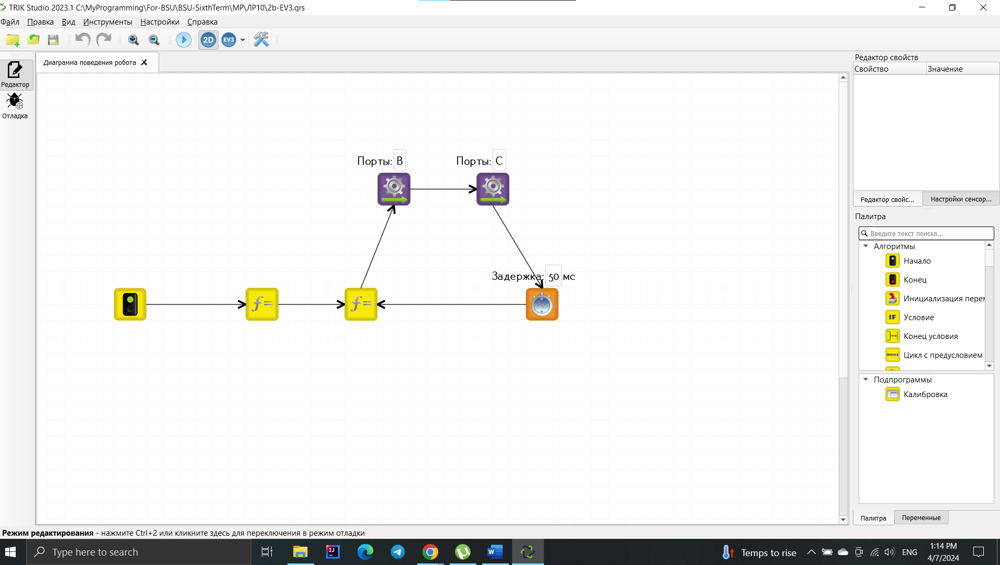 TRIK Studio 2023.1 C:\MyProgramming\For-BSU\BSU-SixthTerm\MP\ЛР10\2b-EV3.qrs
Файл Правка Вид Инструменты Настройки Справка
2D EV3
Редактор
Отладка
Диаграмма поведения робота
Порты: B
Порты: C
Задержка: 50 мс
f=
f=
Редактор свойств
Свойство Значение
Редактор свойс... Настройки сенсор...
Палитра
Введите текст поиска...
Алгоритмы
Начало
Конец
Инициализация перем
IF Условие
Конец условия
WHILE Цикл с предусловием
Подпрограммы
Калибровка
Палитра Переменные
Режим редактирования - нажмите Ctrl+2 или кликните здесь для переключения в режим отладки
Type here to search
IJ
W
Temps to rise
ENG
1:14 PM
4/7/2024